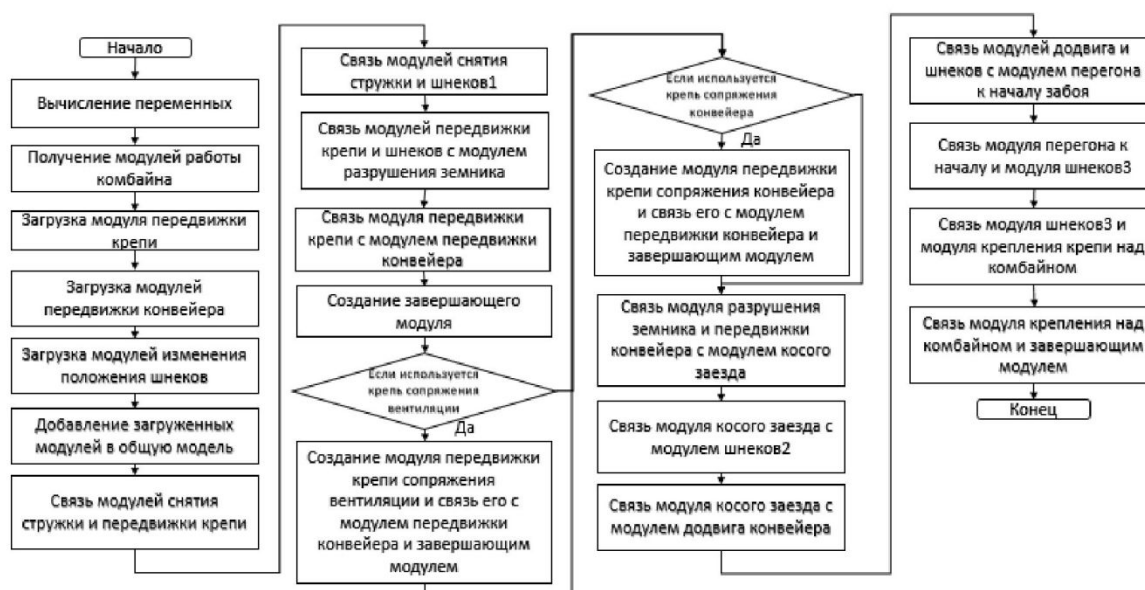 Начало
Вычисление переменных
Получение модулей работы
комбайна
Загрузка модуля передвижки
крепи
Загрузка модулей
передвижки конвейера
Загрузка модулей изменения
положения шнеков
Добавление загруженных
модулей в общую модель
Связь модулей снятия
стружки и передвижки крепи
Связь модулей снятия
стружки и шнеков1
Связь модулей передвижки
крепи и шнеков с модулем
разрушения земника
Связь модуля передвижки
крепи с модулем передвижки
конвейера
Создание завершающего
модуля
Если используется
крепь сопряжения
вентиляции
Да
Создание модуля передвижки
крепи сопряжения
вентиляции и связь его с
модулем передвижки
конвейера и завершающим
модулем
Если используется
крепь сопряжения
конвейера
Да
Создание модуля передвижки
крепи сопряжения конвейера
и связь его с модулем
передвижки конвейера и
завершающим модулем
Связь модуля разрушения
земника и передвижки
конвейера с модулем косого
заезда
Связь модуля косого заезда с
модулем шнеков2
Связь модуля косого заезда с
модулем додвига конвейера
Связь модулей додвига и
шнеков с модулем перегона
к началу забоя
Связь модуля перегона к
началу и модуля шнеков3
Связь модуля шнеков3 и
модуля крепления крепи над
комбайном
Связь модуля крепления над
комбайном и завершающим
модулем
Конец